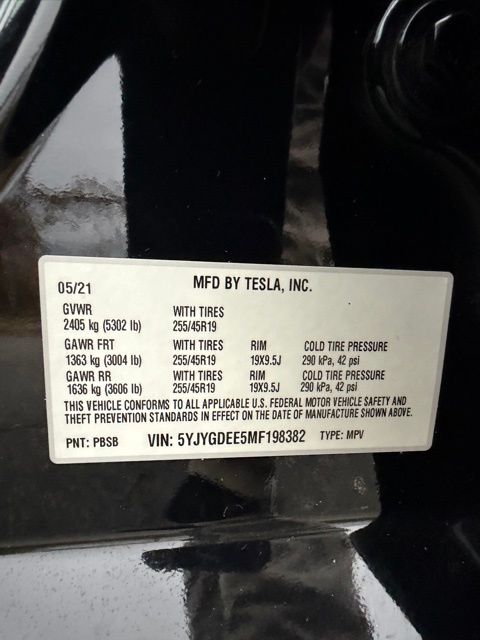 05/21 MFD BY TESLA, INC.
GVWR WITH TIRES
2405 kg (5302 lb) 255/45R19
GAWR FRT WITH TIRES RIM COLD TIRE PRESSURE
1363 kg (3004 lb) 255/45R19 19X9.5J 290 kPa, 42 psi
GAWR RR WITH TIRES RIM COLD TIRE PRESSURE
1636 kg (3606 lb) 255/45R19 19X9.5J 290 kPa, 42 psi
THIS VEHICLE CONFORMS TO ALL APPLICABLE U.S. FEDERAL MOTOR VEHICLE SAFETY AND
THEFT PREVENTION STANDARDS IN EFFECT ON THE DATE OF MANUFACTURE SHOWN ABOVE.
PNT: PBSB VIN: 5YJYGDEE5MF198382 TYPE: MPV